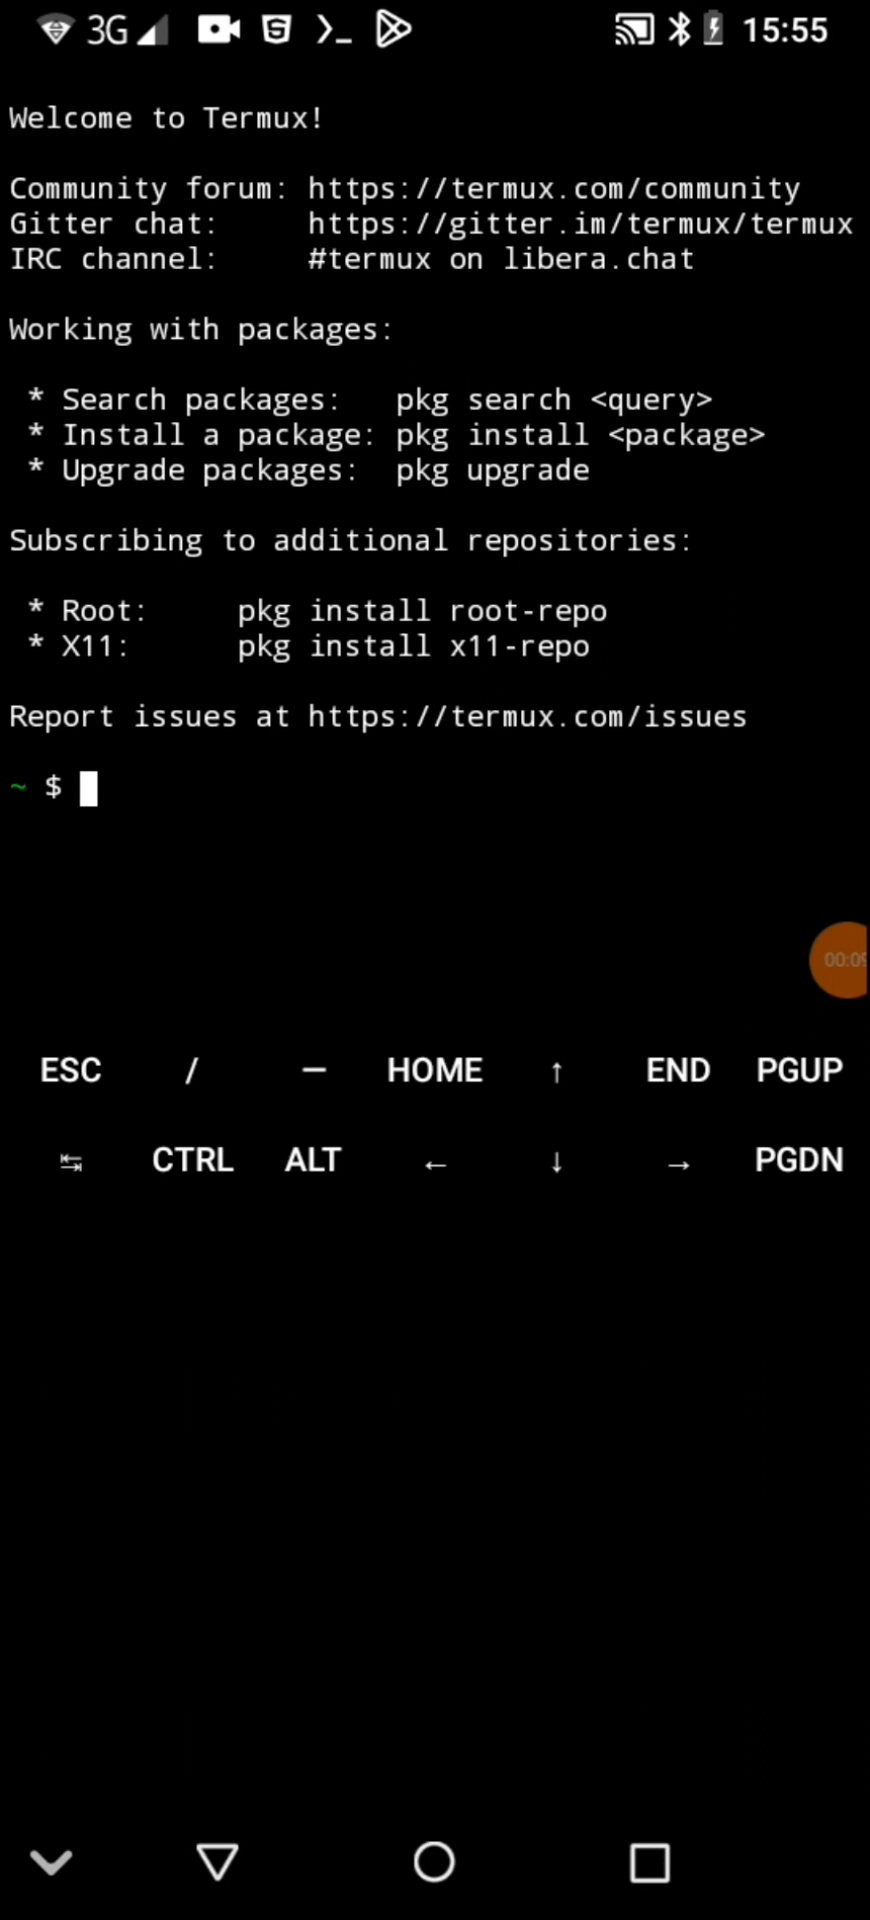 3G 15:55
Welcome to Termux!
Community forum: https://termux.com/community
Gitter chat:     https://gitter.im/termux/termux
IRC channel:     #termux on libera.chat
Working with packages:
 * Search packages:   pkg search <query>
 * Install a package: pkg install <package>
 * Upgrade packages:  pkg upgrade
Subscribing to additional repositories:
 * Root:     pkg install root-repo
 * X11:      pkg install x11-repo
Report issues at https://termux.com/issues
~ $
00:09
ESC / — HOME ↑ END PGUP
↹ CTRL ALT ← ↓ → PGDN